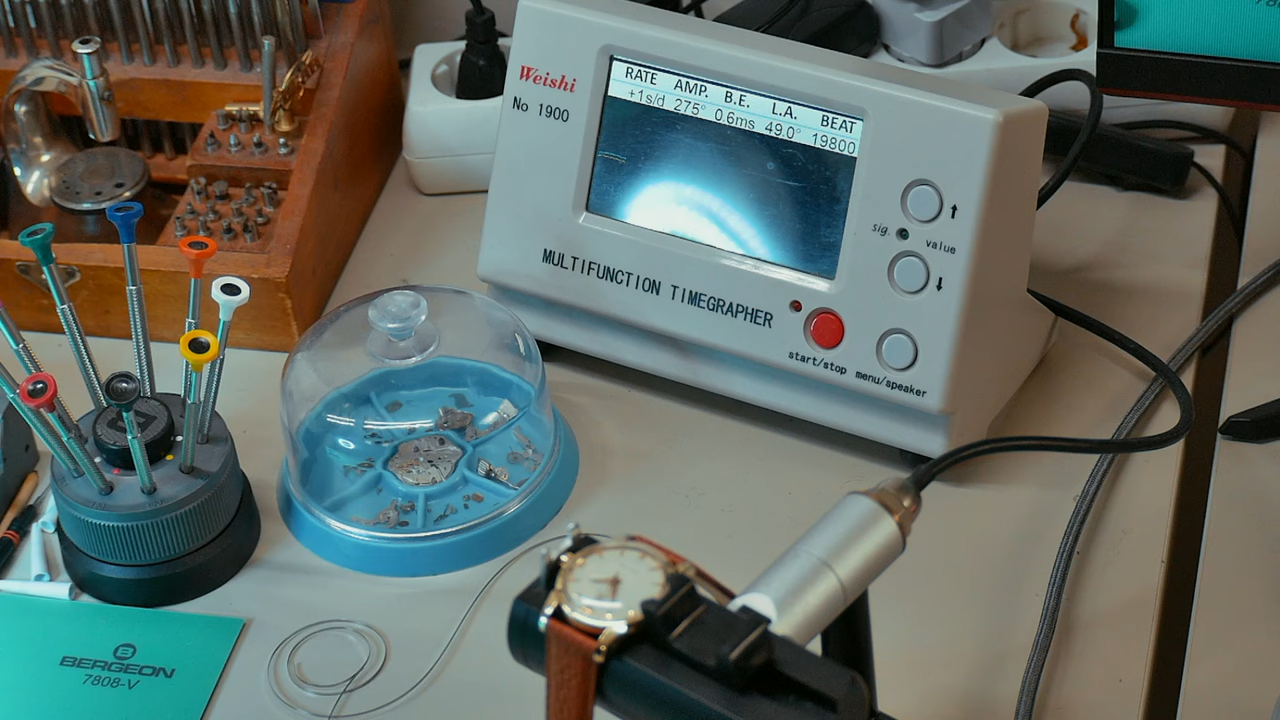 Weishi
No 1900
RATE AMP. B.E. L.A. BEAT
+1s/d 275° 0.6ms 49.0° 19800
sig. value
MULTIFUNCTION TIMEGRAPHER
start/stop menu/speaker
B
BERGEON
7808-V